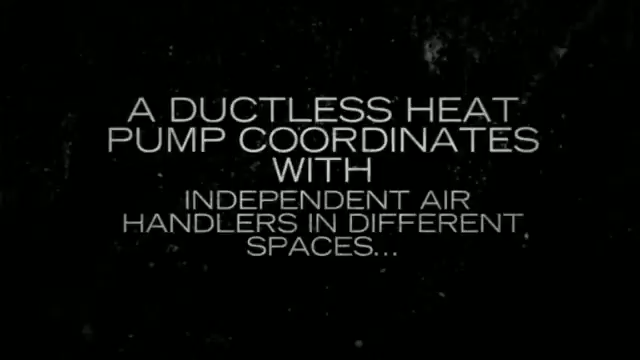 A DUCTLESS HEAT
PUMP COORDINATES
WITH
INDEPENDENT AIR
HANDLERS IN DIFFERENT
SPACES...